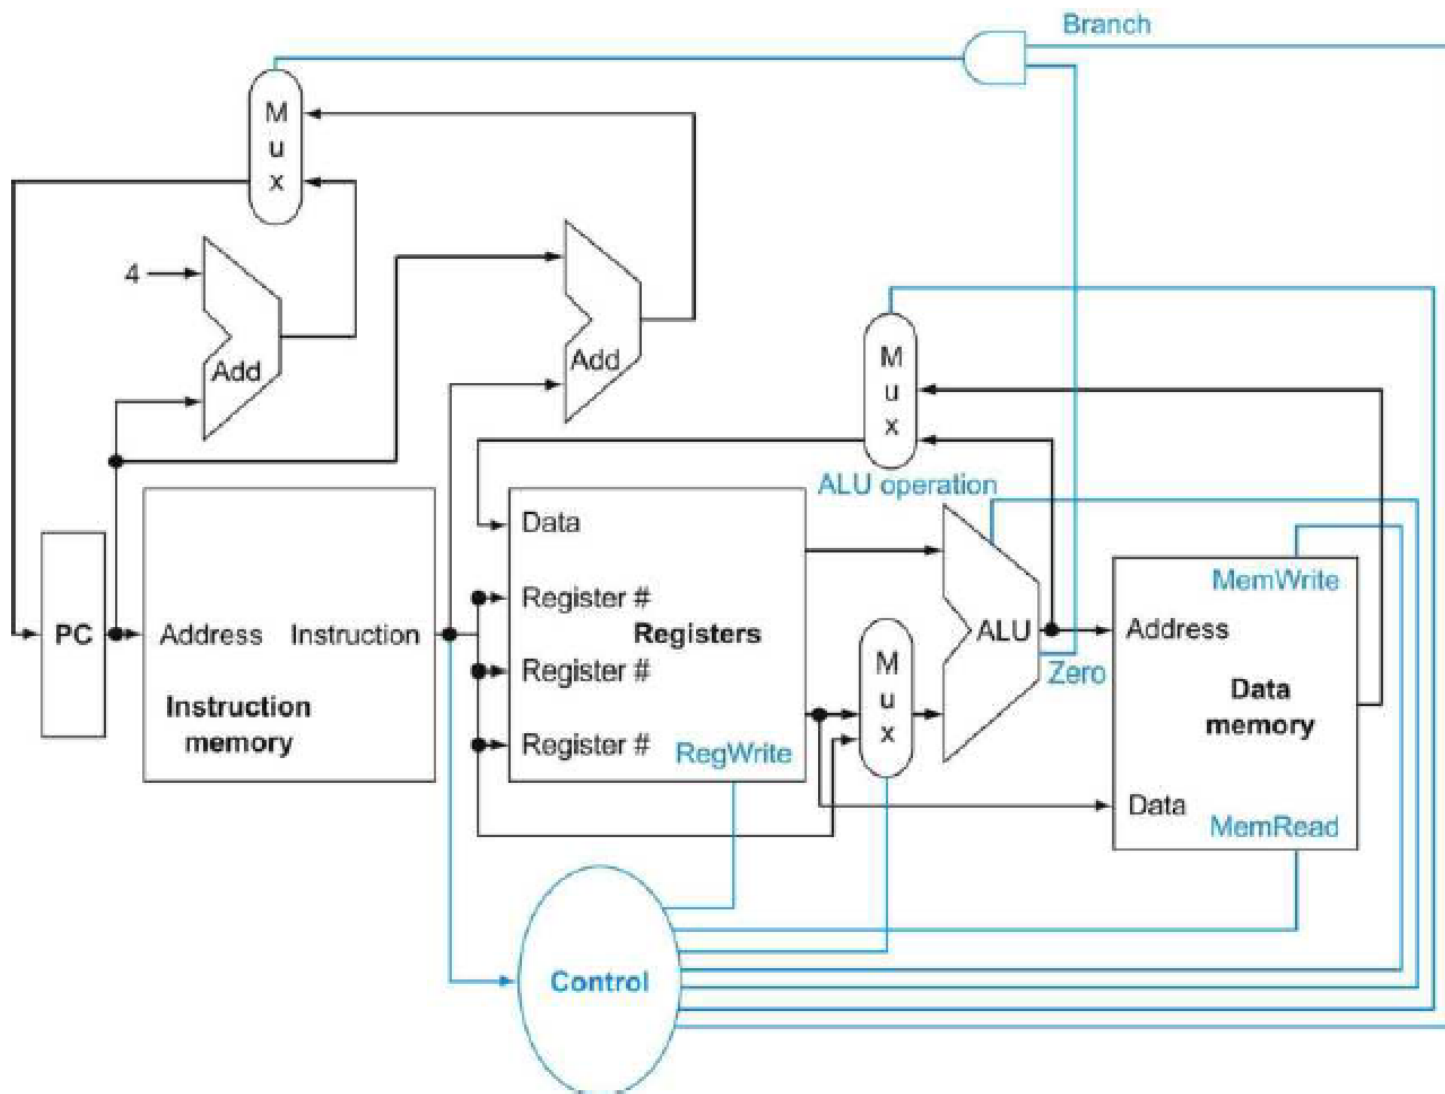 Branch
M
u
x
4
Add
Add
M
u
x
ALU operation
Data
Register #
Registers
Register #
Register #
RegWrite
PC
Address Instruction
Instruction
memory
M
u
x
ALU
Zero
MemWrite
Address
Data
memory
Data
MemRead
Control